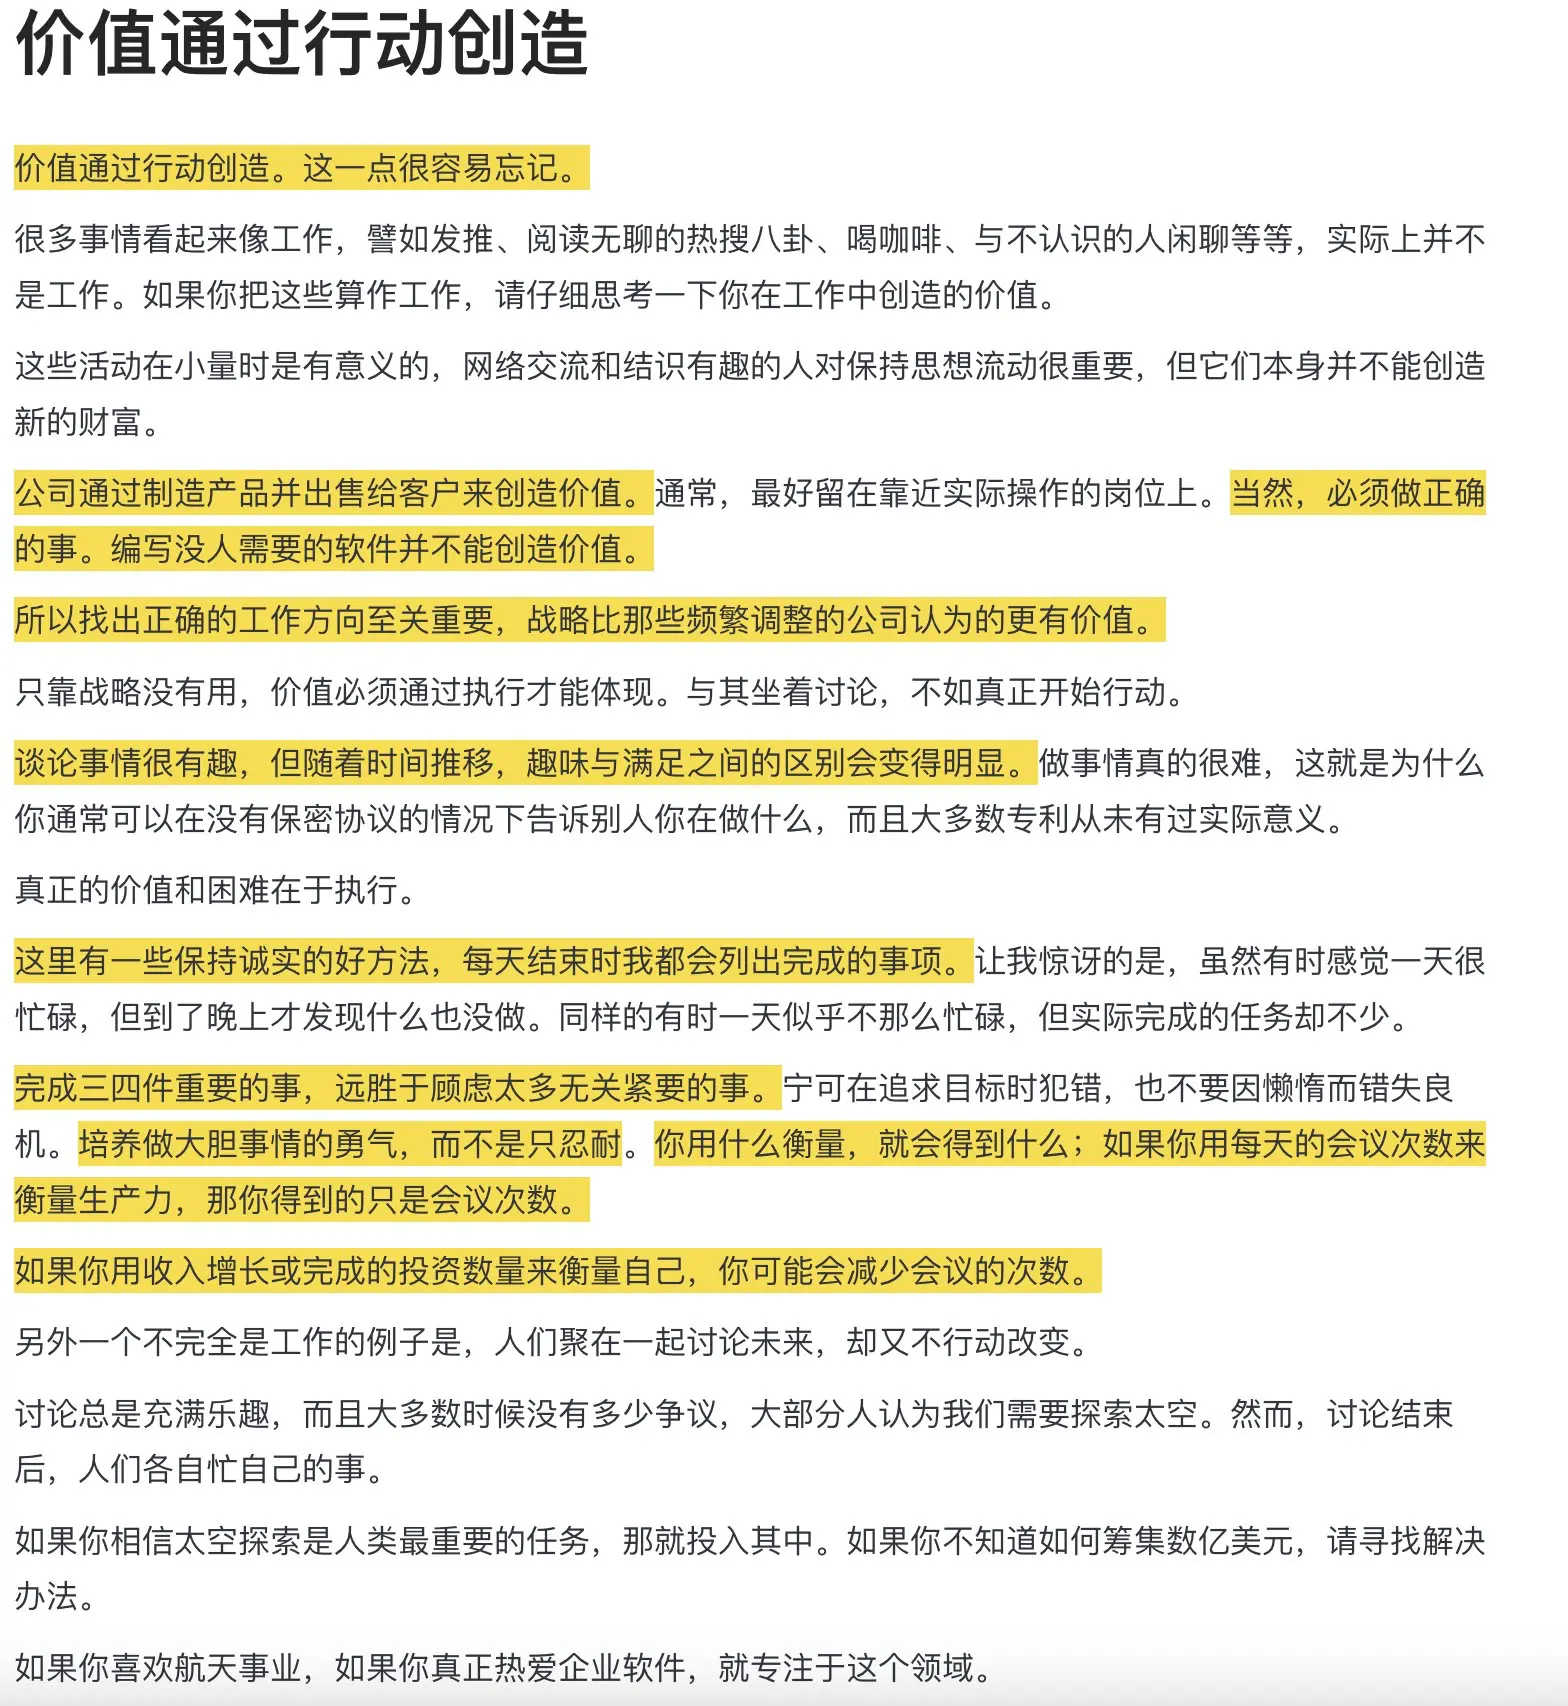 价值通过行动创造
价值通过行动创造。这一点很容易忘记。
很多事情看起来像工作，譬如发推、阅读无聊的热搜八卦、喝咖啡、与不认识的人闲聊等等，实际上并不
是工作。如果你把这些算作工作，请仔细思考一下你在工作中创造的价值。
这些活动在小量时是有意义的，网络交流和结识有趣的人对保持思想流动很重要，但它们本身并不能创造
新的财富。
公司通过制造产品并出售给客户来创造价值。通常，最好留在靠近实际操作的岗位上。当然，必须做正确
的事。编写没人需要的软件并不能创造价值。
所以找出正确的工作方向至关重要，战略比那些频繁调整的公司认为的更有价值。
只靠战略没有用，价值必须通过执行才能体现。与其坐着讨论，不如真正开始行动。
谈论事情很有趣，但随着时间推移，趣味与满足之间的区别会变得明显。做事情真的很难，这就是为什么
你通常可以在没有保密协议的情况下告诉别人你在做什么，而且大多数专利从未有过实际意义。
真正的价值和困难在于执行。
这里有一些保持诚实的好方法，每天结束时我都会列出完成的事项。让我惊讶的是，虽然有时感觉一天很
忙碌，但到了晚上才发现什么也没做。同样的有时一天似乎不那么忙碌，但实际完成的任务却不少。
完成三四件重要的事，远胜于顾虑太多无关紧要的事。宁可在追求目标时犯错，也不要因懒惰而错失良
机。培养做大胆事情的勇气，而不是只忍耐。你用什么衡量，就会得到什么；如果你用每天的会议次数来
衡量生产力，那你得到的只是会议次数。
如果你用收入增长或完成的投资数量来衡量自己，你可能会减少会议的次数。
另外一个不完全是工作的例子是，人们聚在一起讨论未来，却又不行动改变。
讨论总是充满乐趣，而且大多数时候没有多少争议，大部分人认为我们需要探索太空。然而，讨论结束
后，人们各自忙自己的事。
如果你相信太空探索是人类最重要的任务，那就投入其中。如果你不知道如何筹集数亿美元，请寻找解决
办法。
如果你喜欢航天事业，如果你真正热爱企业软件，就专注于这个领域。